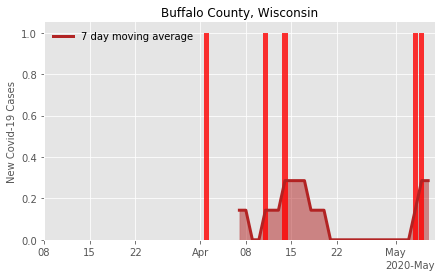 Buffalo County, Wisconsin
7 day moving average
New Covid-19 Cases
1.0
0.8
0.6
0.4
0.2
0.0
08 15 22 Apr 08 15 22 May
2020-May